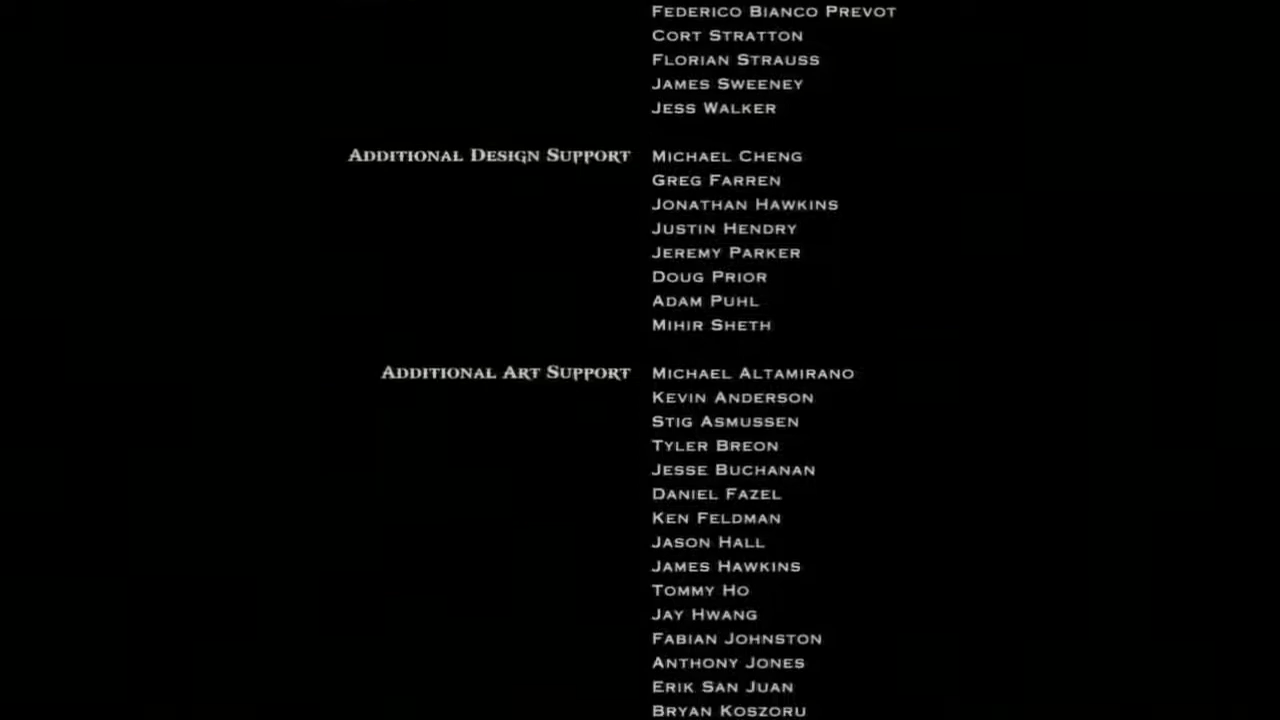 Federico Bianco Prevot
Cort Stratton
Florian Strauss
James Sweeney
Jess Walker
Additional Design Support Michael Cheng
Greg Farren
Jonathan Hawkins
Justin Hendry
Jeremy Parker
Doug Prior
Adam Puhl
Mihir Sheth
Additional Art Support Michael Altamirano
Kevin Anderson
Stig Asmussen
Tyler Breon
Jesse Buchanan
Daniel Fazel
Ken Feldman
Jason Hall
James Hawkins
Tommy Ho
Jay Hwang
Fabian Johnston
Anthony Jones
Erik San Juan
Bryan Koszoru